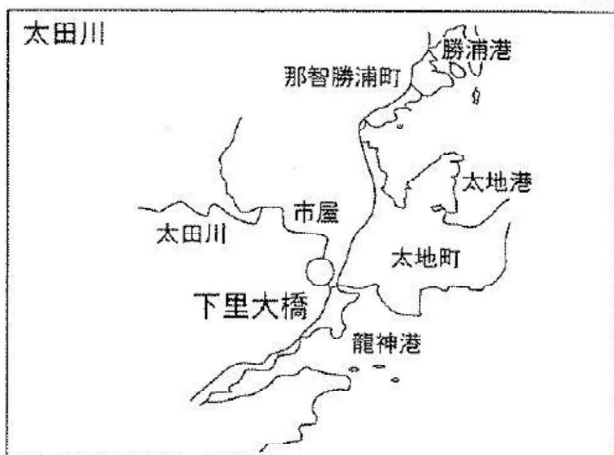 太田川
勝浦港
那智勝浦町
太地港
市屋
太田川
太地町
下里大橋
龍神港